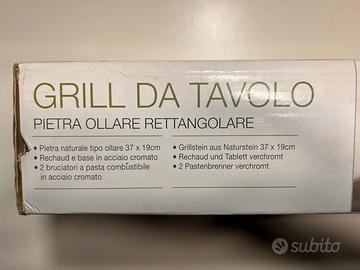 GRILL DA TAVOLO
PIETRA OLLARE RETTANGOLARE
• Pietra naturale tipo ollare 37 x 19cm
• Rechaud e base in acciaio cromato
• 2 bruciatori a pasta combustibile
in acciaio cromato
• Grillstein aus Naturstein 37 x 19cm
• Rechaud und Tablett verchromt
• 2 Pastenbrenner verchromt
subito